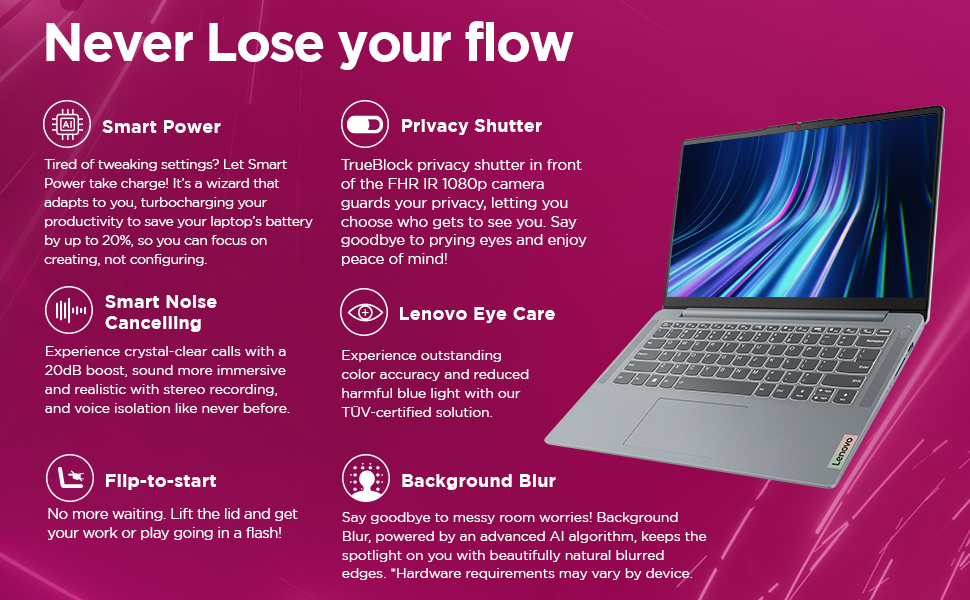 Never Lose your flow
AI
Smart Power
Tired of tweaking settings? Let Smart
Power take charge! It's a wizard that
adapts to you, turbocharging your
productivity to save your laptop's battery
by up to 20%, so you can focus on
creating, not configuring.
Privacy Shutter
TrueBlock privacy shutter in front
of the FHR IR 1080p camera
guards your privacy, letting you
choose who gets to see you. Say
goodbye to prying eyes and enjoy
peace of mind!
Smart Noise
Cancelling
Experience crystal-clear calls with a
20dB boost, sound more immersive
and realistic with stereo recording,
and voice isolation like never before.
Lenovo Eye Care
Experience outstanding
color accuracy and reduced
harmful blue light with our
TÜV-certified solution.
Flip-to-start
No more waiting. Lift the lid and get
your work or play going in a flash!
Background Blur
Say goodbye to messy room worries! Background
Blur, powered by an advanced AI algorithm, keeps the
spotlight on you with beautifully natural blurred
edges. *Hardware requirements may vary by device.
Lenovo